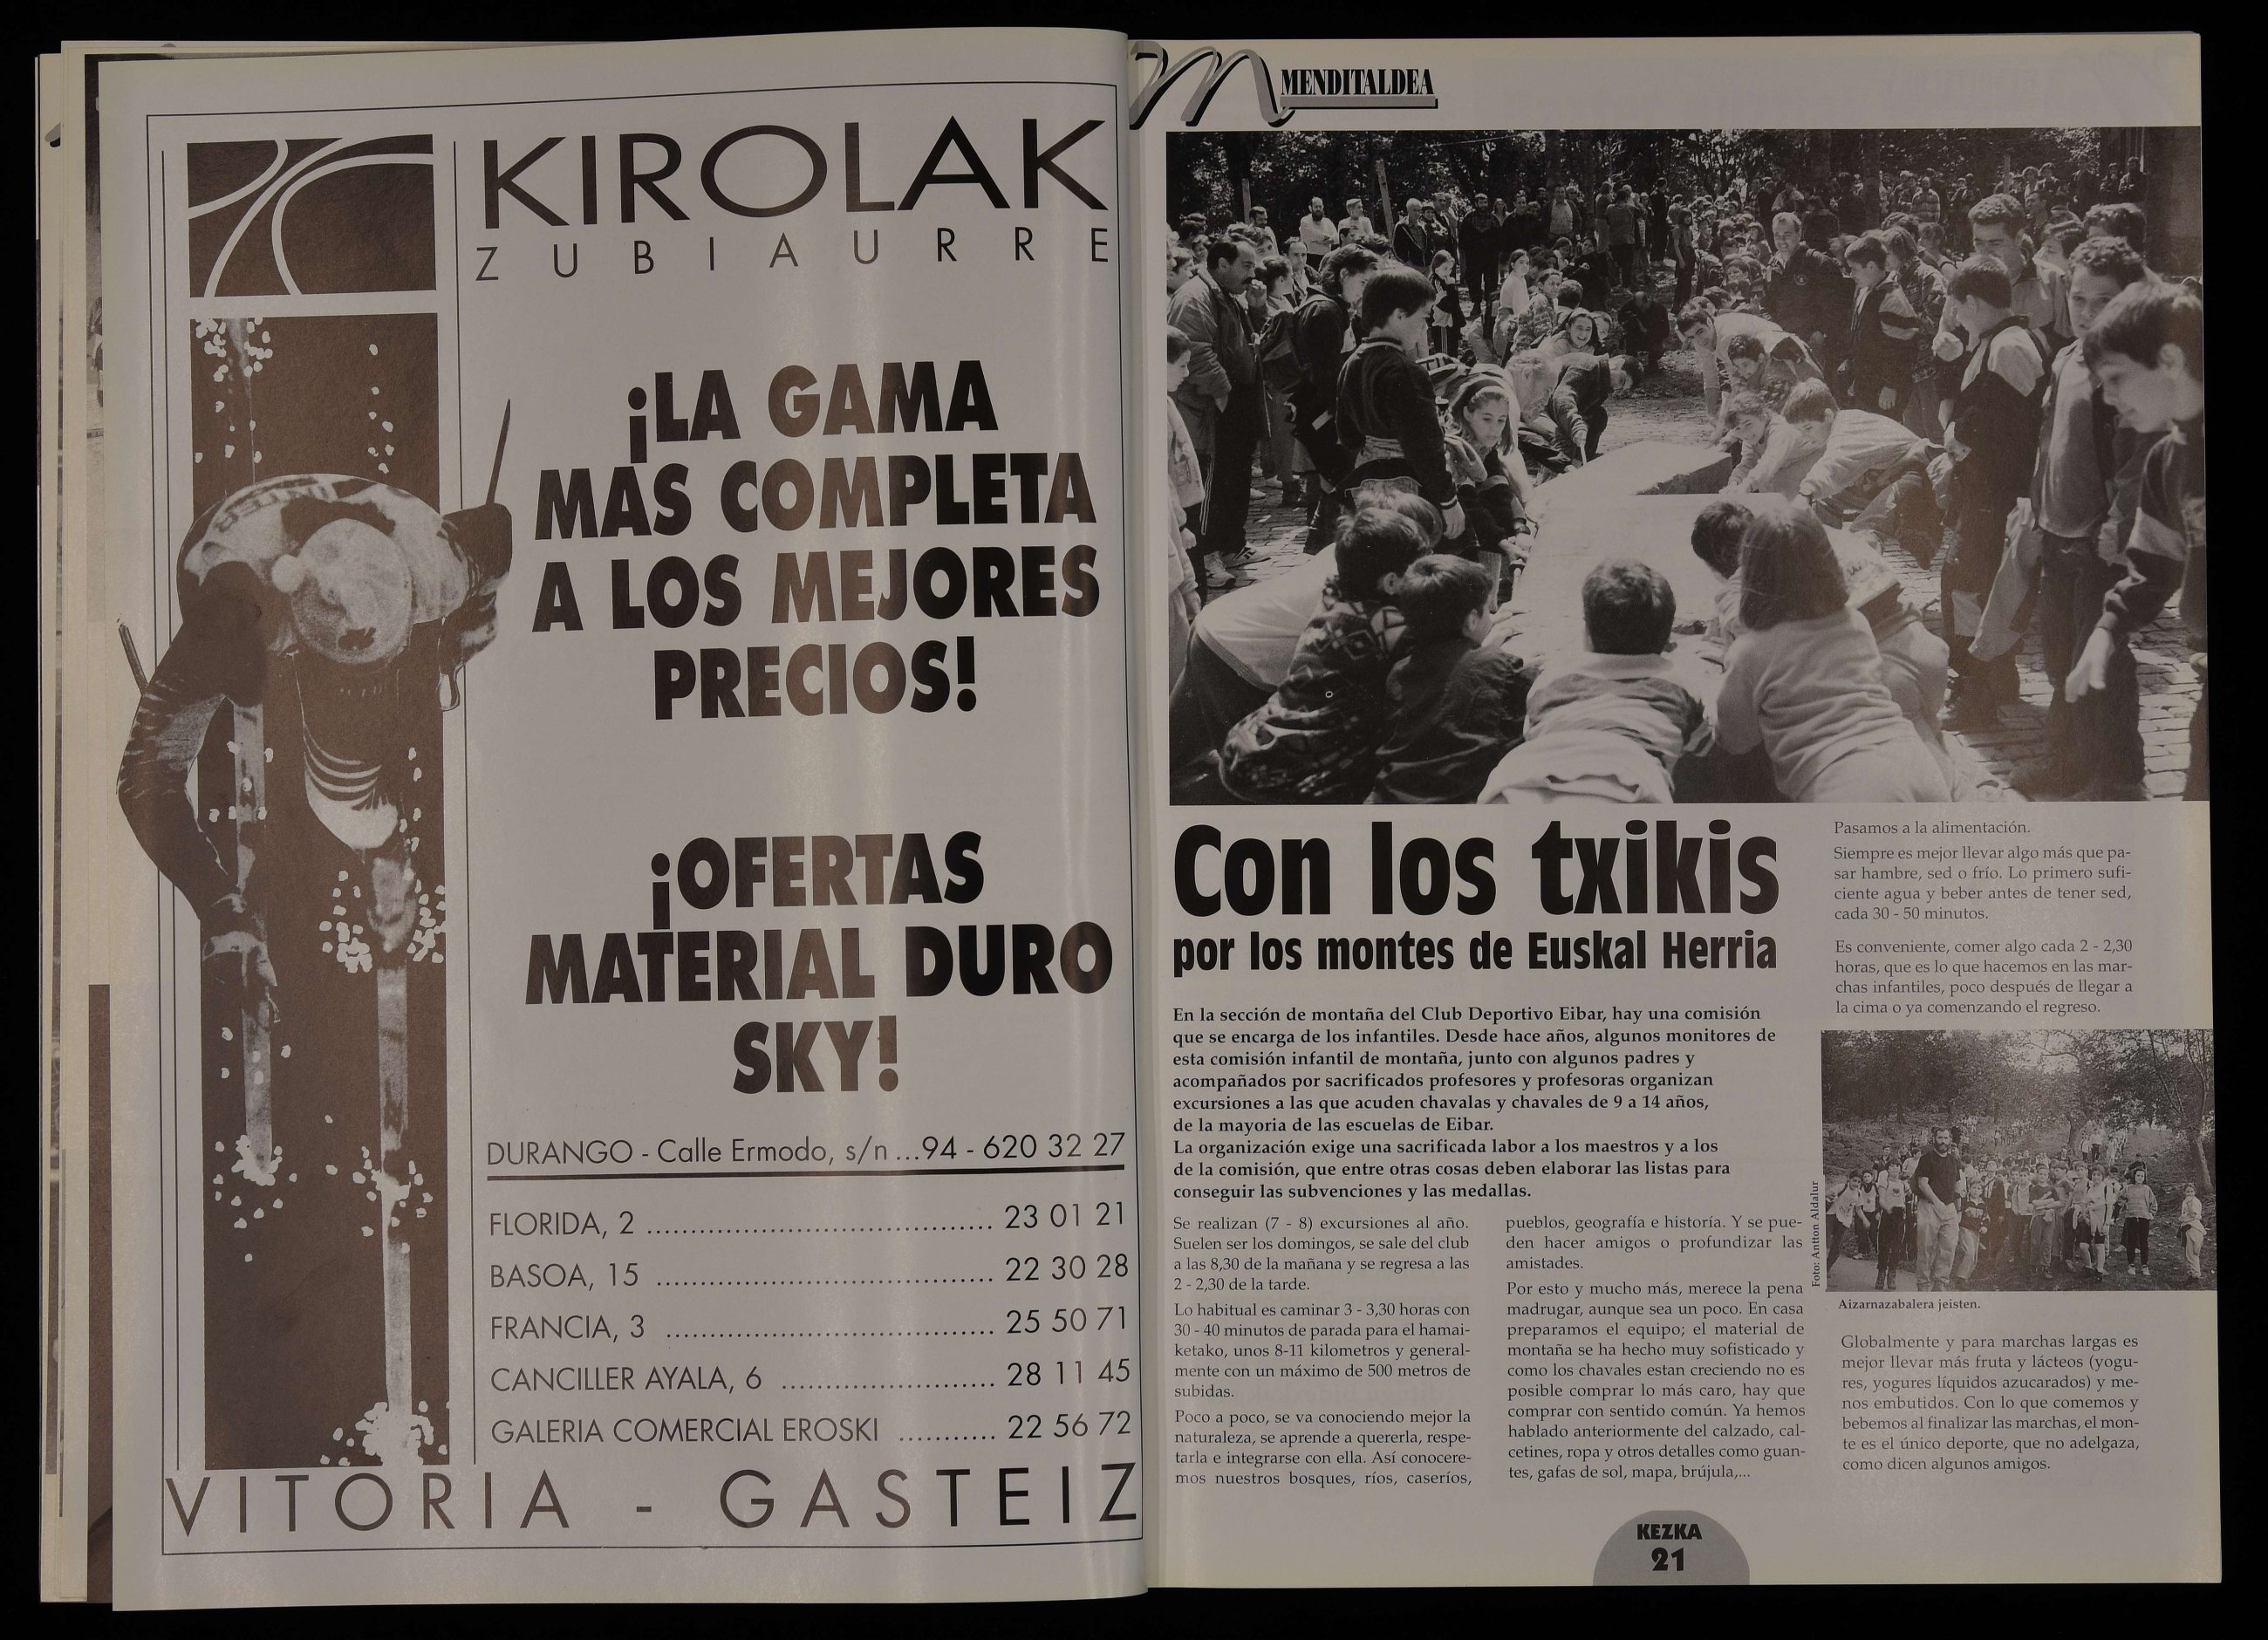 KIROLAK
ZUBIAURRE
¡LA GAMA
MAS COMPLETA
A LOS MEJORES
PRECIOS!
¡OFERTAS
MATERIAL DURO
SKY!
DURANGO - Calle Ermodo, s/n ...94 - 620 32 27
FLORIDA, 2 ..................................... 23 01 21
BASOA, 15 .................................... 22 30 28
FRANCIA, 3 ................................... 25 50 71
CANCILLER AYALA, 6 ....................... 28 11 45
GALERIA COMERCIAL EROSKI ........... 22 56 72
VITORIA - GASTEIZ
M MENDITALDEA
Con los txikis
por los montes de Euskal Herria
En la sección de montaña del Club Deportivo Eibar, hay una comisión
que se encarga de los infantiles. Desde hace años, algunos monitores de
esta comisión infantil de montaña, junto con algunos padres y
acompañados por sacrificados profesores y profesoras organizan
excursiones a las que acuden chavalas y chavales de 9 a 14 años,
de la mayoria de las escuelas de Eibar.
La organización exige una sacrificada labor a los maestros y a los
de la comisión, que entre otras cosas deben elaborar las listas para
conseguir las subvenciones y las medallas.
Se realizan (7 - 8) excursiones al año.
Suelen ser los domingos, se sale del club
a las 8,30 de la mañana y se regresa a las
2 - 2,30 de la tarde.
Lo habitual es caminar 3 - 3,30 horas con
30 - 40 minutos de parada para el hamai-
ketako, unos 8-11 kilometros y general-
mente con un máximo de 500 metros de
subidas.
Poco a poco, se va conociendo mejor la
naturaleza, se aprende a quererla, respe-
tarla e integrarse con ella. Así conocere-
mos nuestros bosques, ríos, caseríos,
pueblos, geografía e historía. Y se pue-
den hacer amigos o profundizar las
amistades.
Por esto y mucho más, merece la pena
madrugar, aunque sea un poco. En casa
preparamos el equipo; el material de
montaña se ha hecho muy sofisticado y
como los chavales estan creciendo no es
posible comprar lo más caro, hay que
comprar con sentido común. Ya hemos
hablado anteriormente del calzado, cal-
cetines, ropa y otros detalles como guan-
tes, gafas de sol, mapa, brújula,...
Pasamos a la alimentación.
Siempre es mejor llevar algo más que pa-
sar hambre, sed o frío. Lo primero sufi-
ciente agua y beber antes de tener sed,
cada 30 - 50 minutos.
Es conveniente, comer algo cada 2 - 2,30
horas, que es lo que hacemos en las mar-
chas infantiles, poco después de llegar a
la cima o ya comenzando el regreso.
Foto: Antton Aldalur
Aizarnazabalera jeisten.
Globalmente y para marchas largas es
mejor llevar más fruta y lácteos (yogu-
res, yogures líquidos azucarados) y me-
nos embutidos. Con lo que comemos y
bebemos al finalizar las marchas, el mon-
te es el único deporte, que no adelgaza,
como dicen algunos amigos.
KEZKA
21